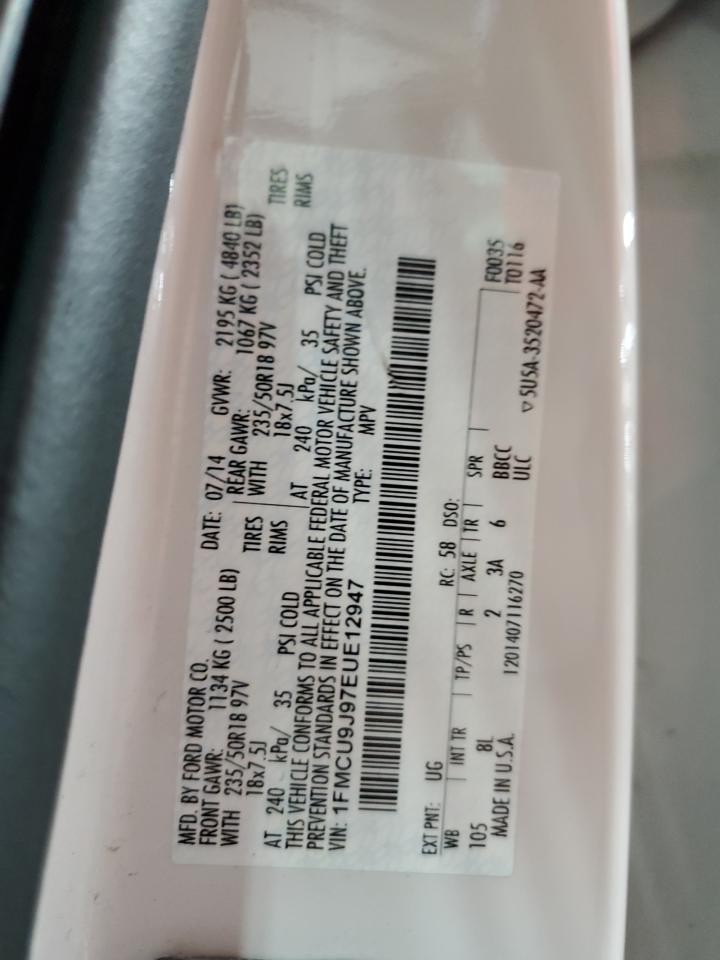 MFD. BY FORD MOTOR CO.
DATE: 07/14 GVWR: 2195 KG ( 4840 LB)
FRONT GAWR: 1134 KG ( 2500 LB) REAR GAWR: 1067 KG ( 2352 LB)
WITH 235/50R18 97V TIRES WITH 235/50R18 97V TIRES
18x7.5J RIMS 18x7.5J RIMS
AT 240 kPa/ 35 PSI COLD AT 240 kPa/ 35 PSI COLD
THIS VEHICLE CONFORMS TO ALL APPLICABLE FEDERAL MOTOR VEHICLE SAFETY AND THEFT
PREVENTION STANDARDS IN EFFECT ON THE DATE OF MANUFACTURE SHOWN ABOVE.
VIN: 1FMCU9J97EUE12947 TYPE: MPV
EXT PNT: UG RC: 58 DSO:
WB INT TR TP/PS R AXLE TR SPR F0035
105 8L 2 3A 6 BBCC T0116
MADE IN U.S.A. 1201407116270 ULC
▽ 5U5A-3520472-AA